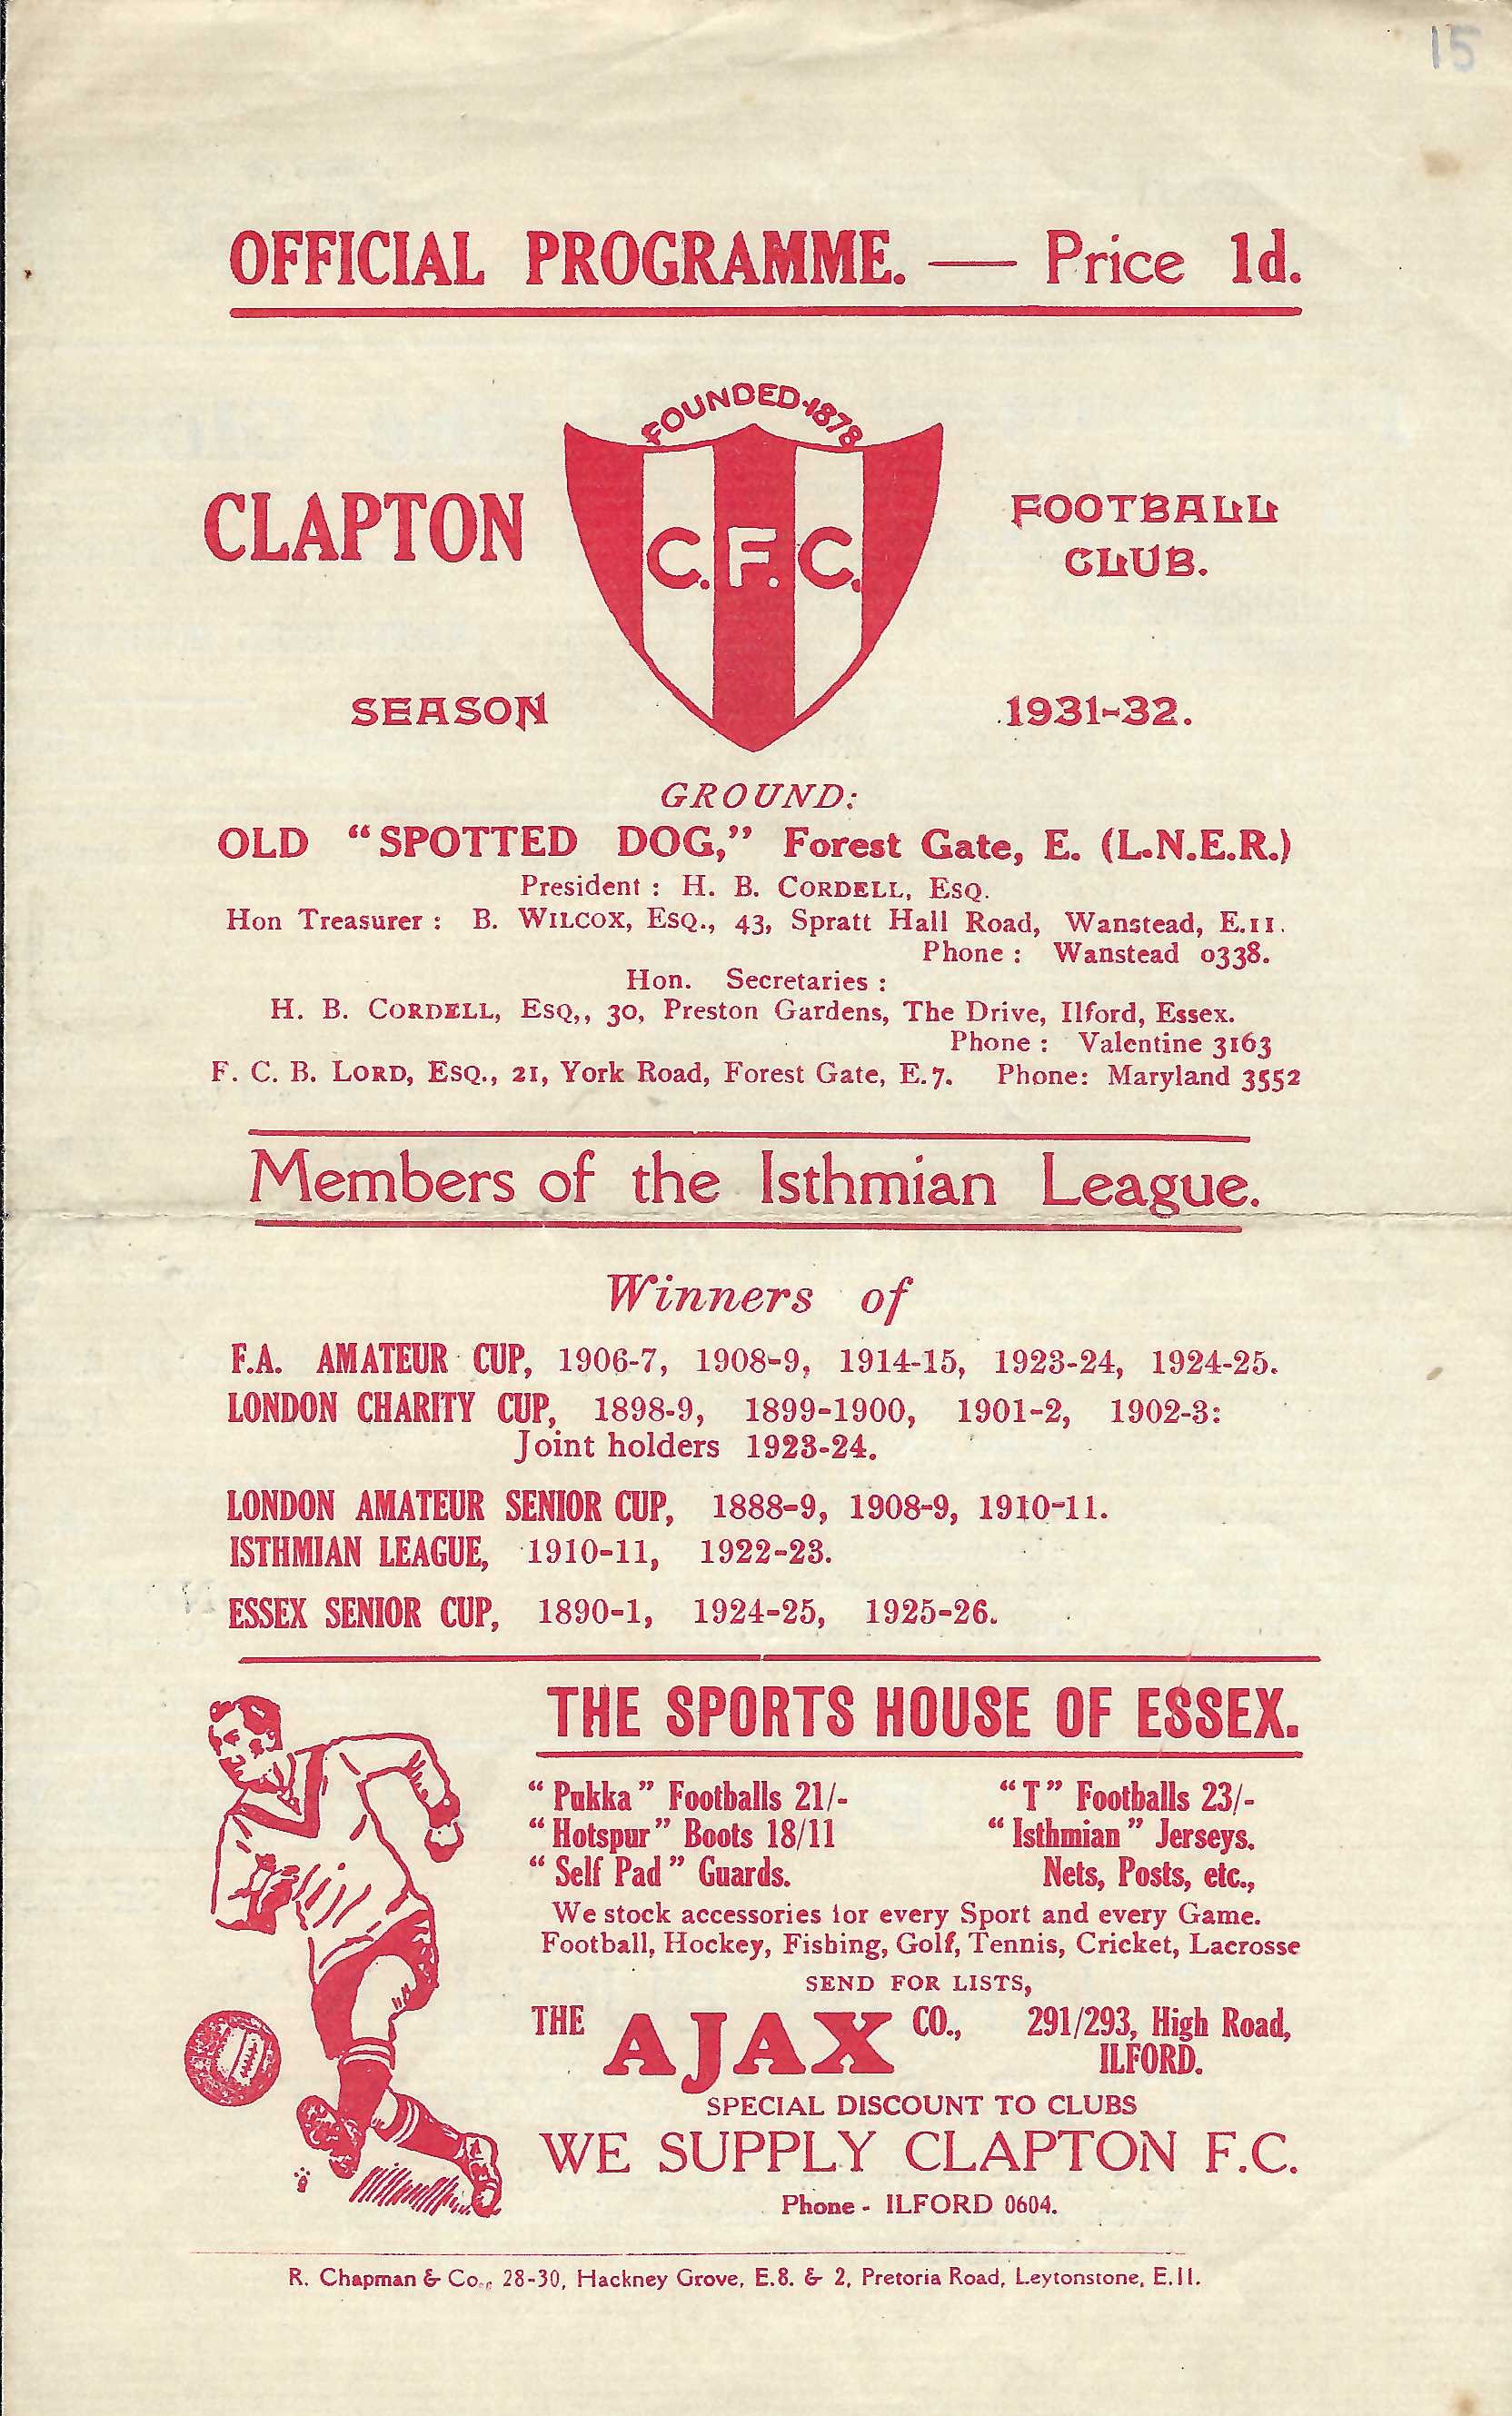 15
OFFICIAL PROGRAMME. — Price 1d.
FOUNDED·1878
CLAPTON
C.F.C.
FOOTBALL
CLUB.
SEASON
1931-32.
GROUND:
OLD "SPOTTED DOG," Forest Gate, E. (L.N.E.R.)
President : H. B. CORDELL, ESQ.
Hon Treasurer : B. WILCOX, ESQ., 43, Spratt Hall Road, Wanstead, E.11.
Phone : Wanstead 0338.
Hon. Secretaries :
H. B. CORDELL, ESQ,, 30, Preston Gardens, The Drive, Ilford, Essex.
Phone : Valentine 3163
F. C. B. LORD, ESQ., 21, York Road, Forest Gate, E.7. Phone: Maryland 3552
Members of the Isthmian League.
Winners of
F.A. AMATEUR CUP, 1906-7, 1908-9, 1914-15, 1923-24, 1924-25.
LONDON CHARITY CUP, 1898-9, 1899-1900, 1901-2, 1902-3:
Joint holders 1923-24.
LONDON AMATEUR SENIOR CUP, 1888-9, 1908-9, 1910-11.
ISTHMIAN LEAGUE, 1910-11, 1922-23.
ESSEX SENIOR CUP, 1890-1, 1924-25, 1925-26.
THE SPORTS HOUSE OF ESSEX.
"Pukka" Footballs 21/- "T" Footballs 23/-
"Hotspur" Boots 18/11 "Isthmian" Jerseys.
"Self Pad" Guards. Nets, Posts, etc.,
We stock accessories for every Sport and every Game.
Football, Hockey, Fishing, Golf, Tennis, Cricket, Lacrosse
SEND FOR LISTS,
THE AJAX CO., 291/293, High Road,
ILFORD.
SPECIAL DISCOUNT TO CLUBS
WE SUPPLY CLAPTON F.C.
Phone - ILFORD 0604.
R. Chapman & Co., 28-30, Hackney Grove, E.8. & 2, Pretoria Road, Leytonstone, E.11.